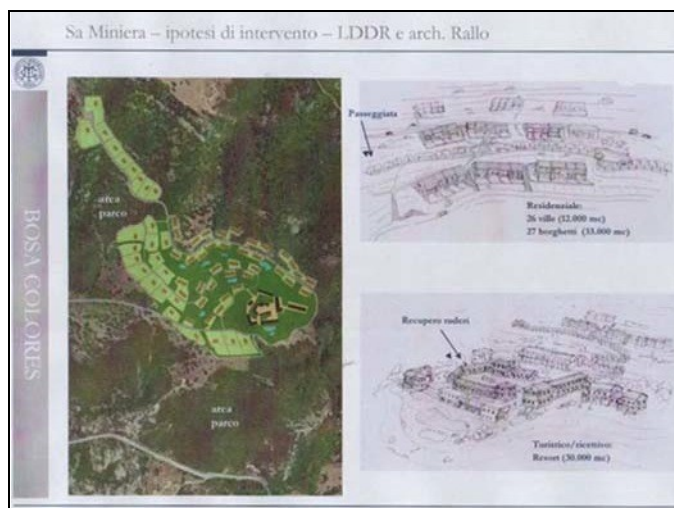 Sa Miniera – ipotesi di intervento – LDDR e arch. Rallo
BOSA COLORES
area
parco
area
parco
Passeggiata
Residenziale:
26 ville (12.000 mc)
27 borghetti (33.000 mc)
Recupero ruderi
Turistico/ricettivo:
Resort (30.000 mc)